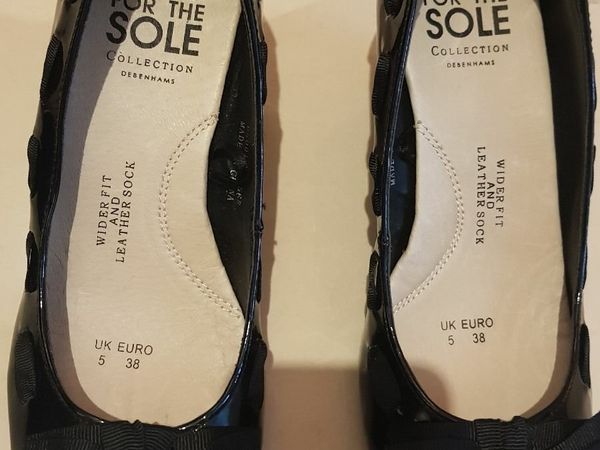 FOR THE
SOLE
COLLECTION
DEBENHAMS
WIDER FIT
AND
LEATHER SOCK
UK EURO
5 38
FOR THE
SOLE
COLLECTION
DEBENHAMS
WIDER FIT
AND
LEATHER SOCK
UK EURO
5 38